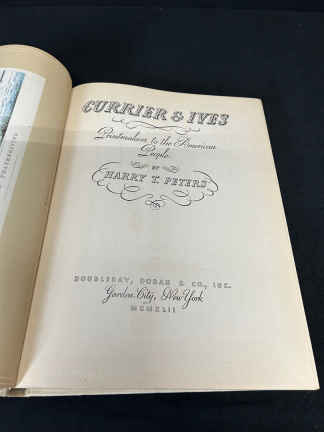 CURRIER & IVES
Printmakers to the American
People
BY
HARRY T. PETERS
DOUBLEDAY, DORAN & CO., INC.
Garden City, New York
MCMXLII